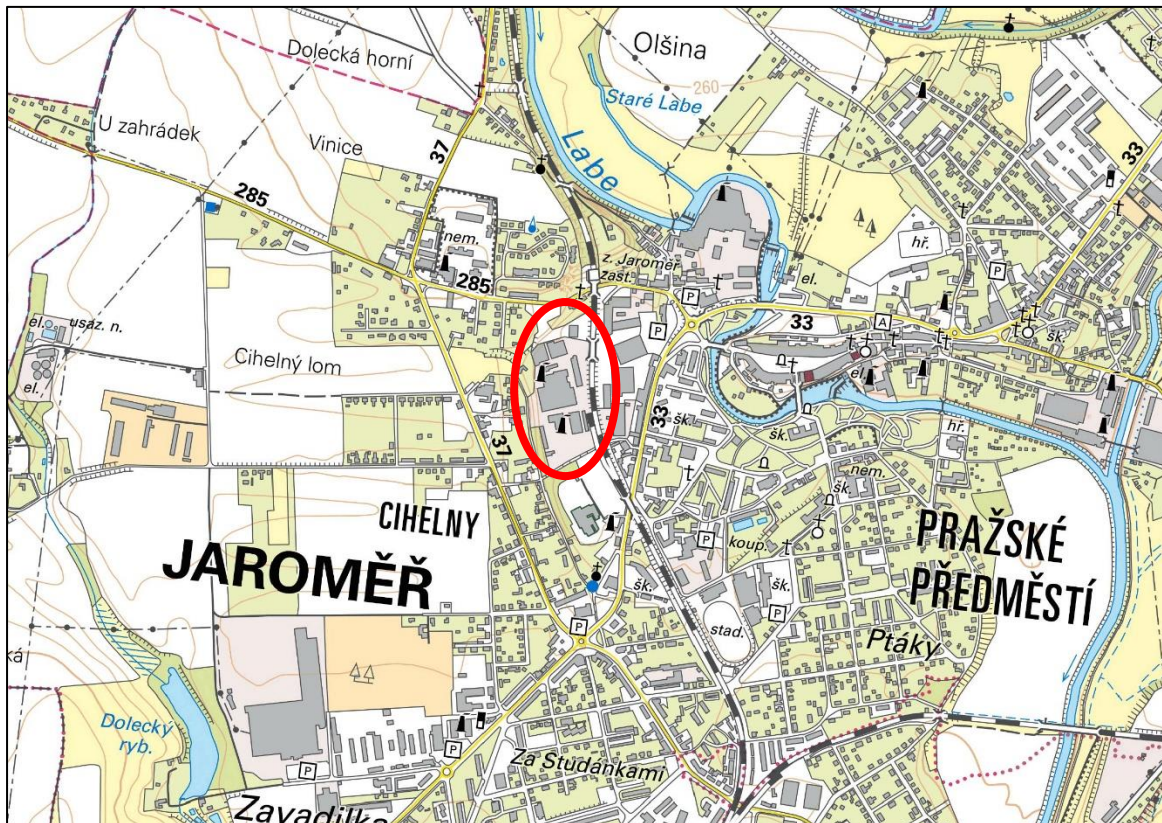 Dolecká horní
Olšina
260
Staré Labe
U zahrádek
Vinice
37
Labe
33
285
nem.
hř.
z. Jaroměř
zast.
el.
P
285
P
el.
usaz. n.
P
33
A
šk.
Cihelný lom
el.
el.
33
šk.
37
šk.
hř.
nem.
CIHELNY
šk.
PRAŽSKÉ
JAROMĚŘ
P
koup.
PŘEDMĚSTÍ
šk.
šk.
P
P
stad.
Ptáky
ká
Dolecký
ryb.
P
P
Za Studánkami
Zavadilka